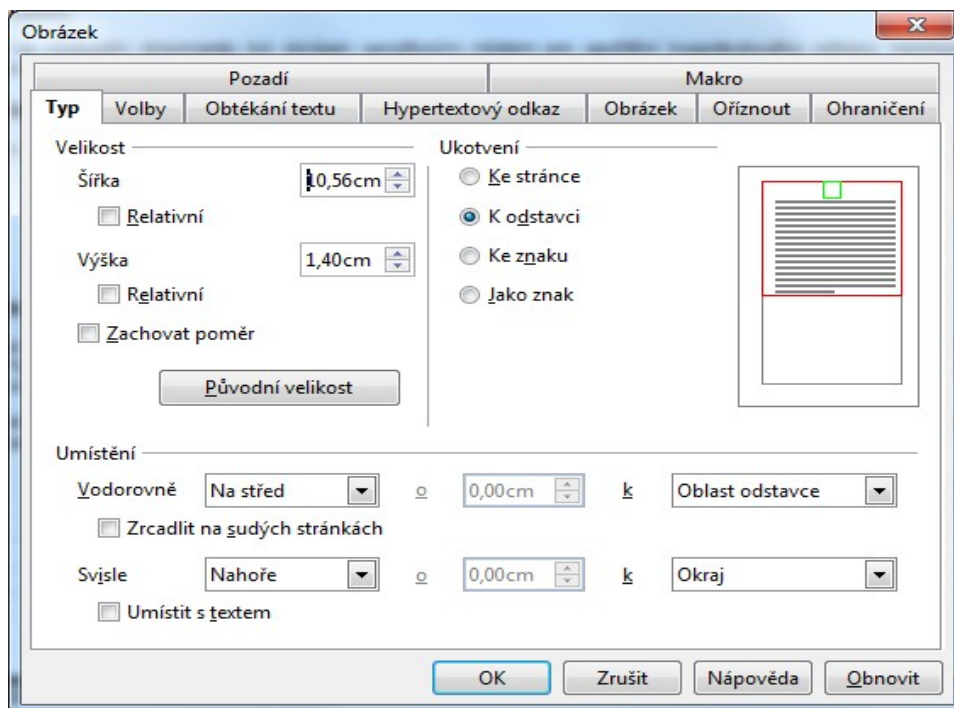 Obrázek
Pozadí Makro
Typ Volby Obtékání textu Hypertextový odkaz Obrázek Oříznout Ohraničení
Velikost Ukotvení
Šířka 10,56cm Ke stránce
Relativní K odstavci
Výška 1,40cm Ke znaku
Relativní Jako znak
Zachovat poměr
Původní velikost
Umístění
Vodorovně Na střed o 0,00cm k Oblast odstavce
Zrcadlit na sudých stránkách
Svisle Nahoře o 0,00cm k Okraj
Umístit s textem
OK Zrušit Nápověda Obnovit